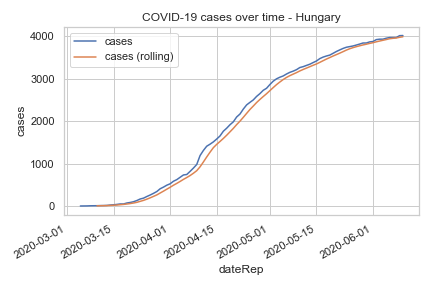 COVID-19 cases over time - Hungary
cases
cases (rolling)
4000
3000
2000
1000
0
cases
2020-03-01
2020-03-15
2020-04-01
2020-04-15
2020-05-01
2020-05-15
2020-06-01
dateRep